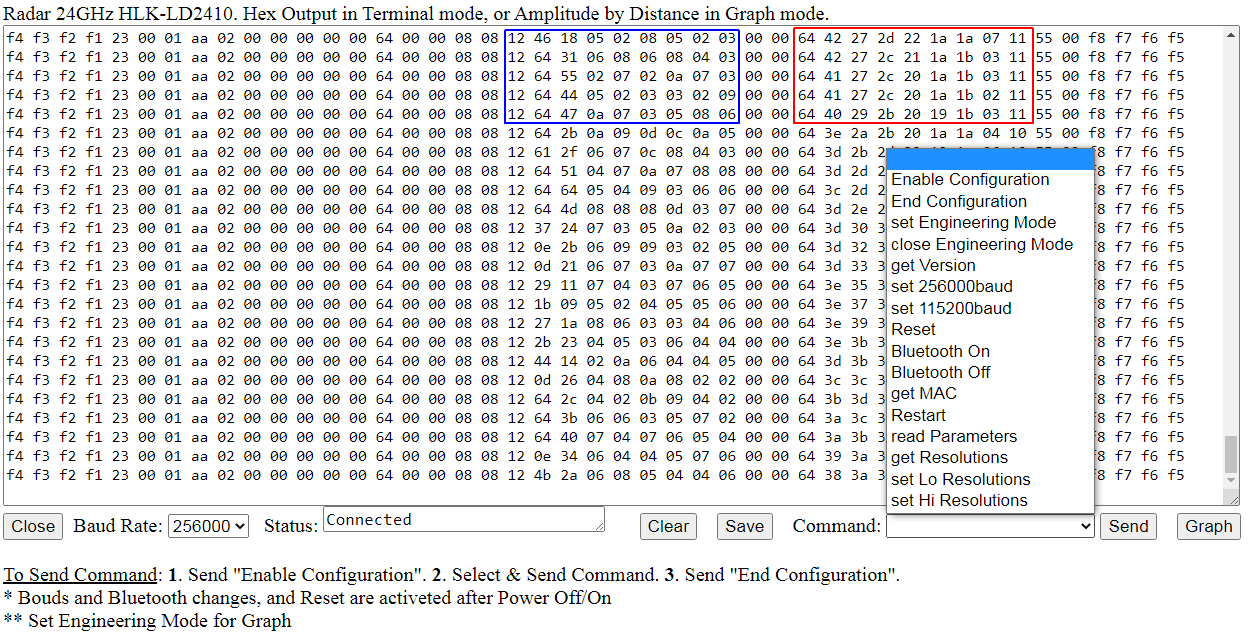 Radar 24GHz HLK-LD2410. Hex Output in Terminal mode, or Amplitude by Distance in Graph mode.
f4 f3 f2 f1 23 00 01 aa 02 00 00 00 00 00 64 00 00 08 08 12 46 18 05 02 08 05 02 03 00 00 64 42 27 2d 22 1a 1a 07 11 55 00 f8 f7 f6 f5
f4 f3 f2 f1 23 00 01 aa 02 00 00 00 00 00 64 00 00 08 08 12 64 31 06 08 06 08 04 03 00 00 64 42 27 2c 21 1a 1b 03 11 55 00 f8 f7 f6 f5
f4 f3 f2 f1 23 00 01 aa 02 00 00 00 00 00 64 00 00 08 08 12 64 55 02 07 02 0a 07 03 00 00 64 41 27 2c 20 1a 1b 03 11 55 00 f8 f7 f6 f5
f4 f3 f2 f1 23 00 01 aa 02 00 00 00 00 00 64 00 00 08 08 12 64 44 05 02 03 03 02 09 00 00 64 41 27 2c 20 1a 1b 02 11 55 00 f8 f7 f6 f5
f4 f3 f2 f1 23 00 01 aa 02 00 00 00 00 00 64 00 00 08 08 12 64 47 0a 07 03 05 08 06 00 00 64 40 29 2b 20 19 1b 03 11 55 00 f8 f7 f6 f5
f4 f3 f2 f1 23 00 01 aa 02 00 00 00 00 00 64 00 00 08 08 12 64 2b 0a 09 0d 0c 0a 05 00 00 64 3e 2a 2b 20 1a 1a 04 10 55 00 f8 f7 f6 f5
f4 f3 f2 f1 23 00 01 aa 02 00 00 00 00 00 64 00 00 08 08 12 61 2f 06 07 0c 08 04 03 00 00 64 3d 2b f8 f7 f6 f5
f4 f3 f2 f1 23 00 01 aa 02 00 00 00 00 00 64 00 00 08 08 12 64 51 04 07 0a 07 08 08 00 00 64 3d 2d f8 f7 f6 f5
f4 f3 f2 f1 23 00 01 aa 02 00 00 00 00 00 64 00 00 08 08 12 64 64 05 04 09 03 06 06 00 00 64 3c 2d f8 f7 f6 f5
f4 f3 f2 f1 23 00 01 aa 02 00 00 00 00 00 64 00 00 08 08 12 64 4d 08 08 08 0d 03 07 00 00 64 3d 2e f8 f7 f6 f5
f4 f3 f2 f1 23 00 01 aa 02 00 00 00 00 00 64 00 00 08 08 12 37 24 07 03 05 0a 02 03 00 00 64 3d 30 f8 f7 f6 f5
f4 f3 f2 f1 23 00 01 aa 02 00 00 00 00 00 64 00 00 08 08 12 0e 2b 06 09 09 03 02 05 00 00 64 3d 32 f8 f7 f6 f5
f4 f3 f2 f1 23 00 01 aa 02 00 00 00 00 00 64 00 00 08 08 12 0d 21 06 07 03 0a 07 07 00 00 64 3d 33 f8 f7 f6 f5
f4 f3 f2 f1 23 00 01 aa 02 00 00 00 00 00 64 00 00 08 08 12 29 11 07 04 03 07 06 05 00 00 64 3e 35 f8 f7 f6 f5
f4 f3 f2 f1 23 00 01 aa 02 00 00 00 00 00 64 00 00 08 08 12 1b 09 05 02 04 05 05 06 00 00 64 3e 37 f8 f7 f6 f5
f4 f3 f2 f1 23 00 01 aa 02 00 00 00 00 00 64 00 00 08 08 12 27 1a 08 06 03 03 04 06 00 00 64 3e 39 f8 f7 f6 f5
f4 f3 f2 f1 23 00 01 aa 02 00 00 00 00 00 64 00 00 08 08 12 2b 23 04 05 03 06 04 04 00 00 64 3e 3b f8 f7 f6 f5
f4 f3 f2 f1 23 00 01 aa 02 00 00 00 00 00 64 00 00 08 08 12 44 14 02 0a 06 04 04 05 00 00 64 3d 3b f8 f7 f6 f5
f4 f3 f2 f1 23 00 01 aa 02 00 00 00 00 00 64 00 00 08 08 12 0d 26 04 08 0a 08 02 02 00 00 64 3c 3c f8 f7 f6 f5
f4 f3 f2 f1 23 00 01 aa 02 00 00 00 00 00 64 00 00 08 08 12 64 2c 04 02 0b 09 04 02 00 00 64 3b 3d f8 f7 f6 f5
f4 f3 f2 f1 23 00 01 aa 02 00 00 00 00 00 64 00 00 08 08 12 64 3b 06 06 03 05 07 02 00 00 64 3a 3c f8 f7 f6 f5
f4 f3 f2 f1 23 00 01 aa 02 00 00 00 00 00 64 00 00 08 08 12 64 40 07 04 07 06 05 04 00 00 64 3a 3b f8 f7 f6 f5
f4 f3 f2 f1 23 00 01 aa 02 00 00 00 00 00 64 00 00 08 08 12 0e 34 06 04 04 05 07 06 00 00 64 39 3a f8 f7 f6 f5
f4 f3 f2 f1 23 00 01 aa 02 00 00 00 00 00 64 00 00 08 08 12 4b 2a 06 08 05 04 04 06 00 00 64 38 3a f8 f7 f6 f5
Enable Configuration
End Configuration
set Engineering Mode
close Engineering Mode
get Version
set 256000baud
set 115200baud
Reset
Bluetooth On
Bluetooth Off
get MAC
Restart
read Parameters
get Resolutions
set Lo Resolutions
set Hi Resolutions
Close Baud Rate: 256000 Status: Connected Clear Save Command: Send Graph
To Send Command: 1. Send "Enable Configuration". 2. Select & Send Command. 3. Send "End Configuration".
* Bouds and Bluetooth changes, and Reset are activeted after Power Off/On
** Set Engineering Mode for Graph